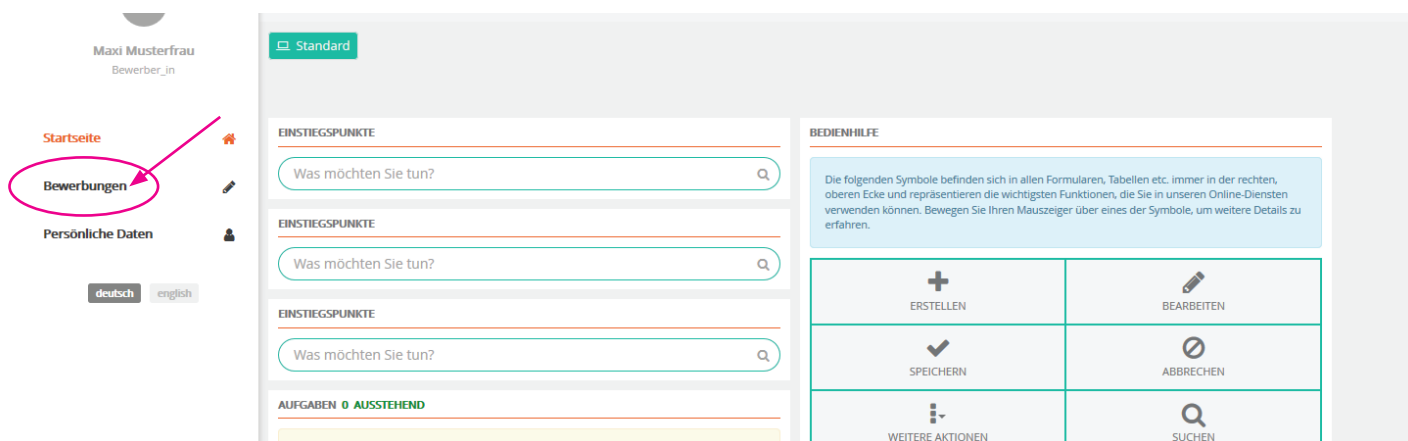 Maxi Musterfrau
Bewerber_in
Startseite
Bewerbungen
Persönliche Daten
deutsch english
Standard
EINSTIEGSPUNKTE
Was möchten Sie tun?
EINSTIEGSPUNKTE
Was möchten Sie tun?
EINSTIEGSPUNKTE
Was möchten Sie tun?
AUFGABEN 0 AUSSTEHEND
BEDIENHILFE
Die folgenden Symbole befinden sich in allen Formularen, Tabellen etc. immer in der rechten,
oberen Ecke und repräsentieren die wichtigsten Funktionen, die Sie in unseren Online-Diensten
verwenden können. Bewegen Sie Ihren Mauszeiger über eines der Symbole, um weitere Details zu
erfahren.
ERSTELLEN
BEARBEITEN
SPEICHERN
ABBRECHEN
WEITERE AKTIONEN
SUCHEN